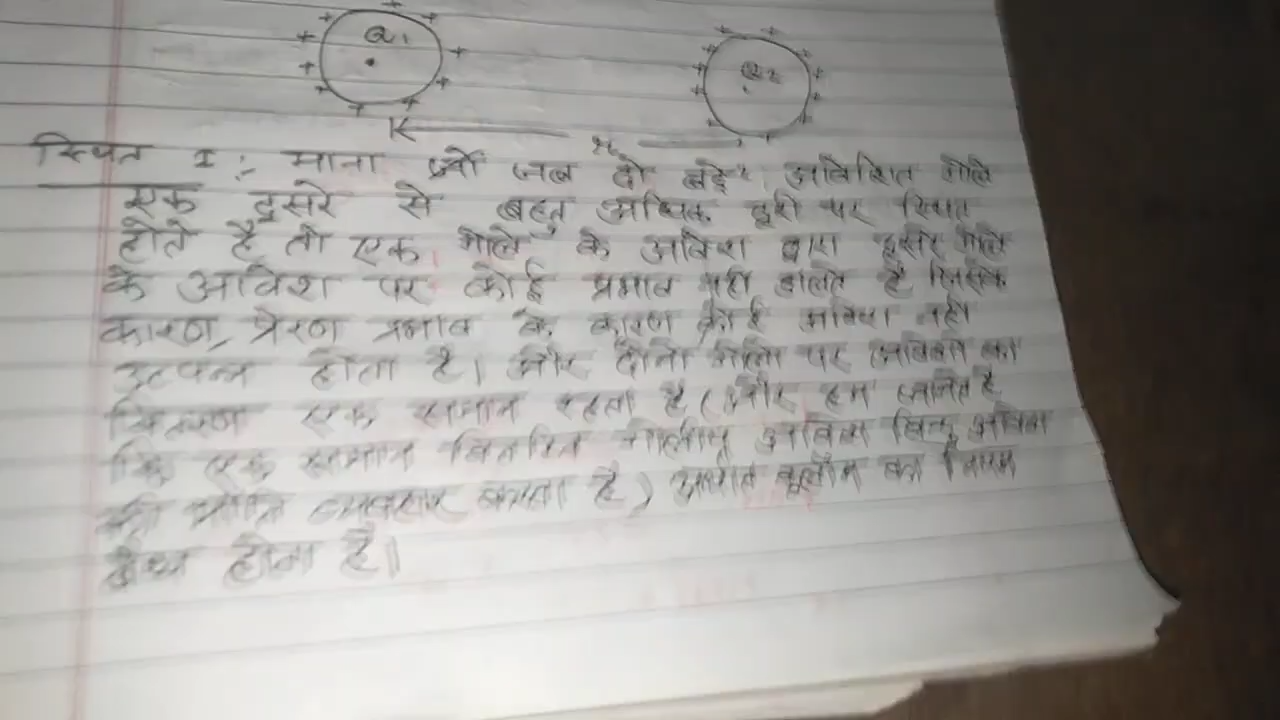 Q₁
Q₂
r
स्थित I :- माना जब दो बड़े आवेशित गोले
एक दुसरे से बहुत अधिक दूरी पर स्थित
होते है तो एक गोले के आवेश द्वारा दूसरे गोले
के आवेश पर कोई प्रभाव नही डालते है जिसके
कारण प्रेरण प्रभाव के कारण कोई आवेश नही
उत्पन्न होता है। और दोनो गोलो पर आवेश का
वितरण एक समान रहता है (और हम जानते है
कि एक समान वितरित गोलीय आवेश बिन्दु आवेश
की भाँति व्यवहार करता है) अर्थात कूलॉम का नियम
वैध्य होता है।